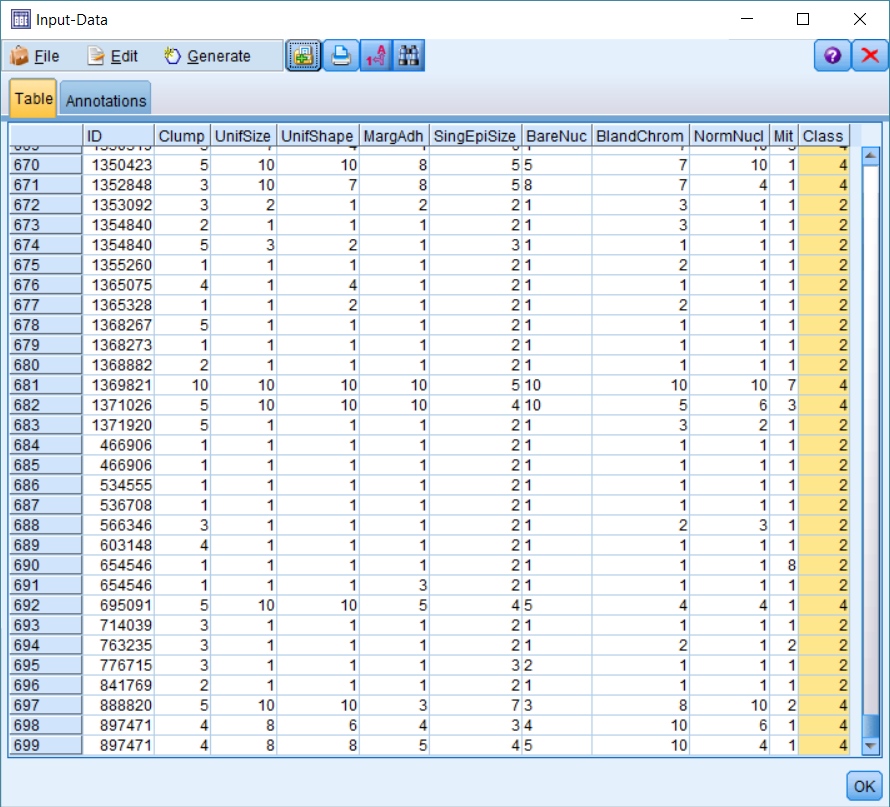 Input-Data
File Edit Generate
Table Annotations
ID Clump UnifSize UnifShape MargAdh SingEpiSize BareNuc BlandChrom NormNucl Mit Class
670 1350423 5 10 10 8 5 5 7 10 1 4
671 1352848 3 10 7 8 5 8 7 4 1 4
672 1353092 3 2 1 2 2 1 3 1 1 2
673 1354840 2 1 1 1 2 1 3 1 1 2
674 1354840 5 3 2 1 3 1 1 1 1 2
675 1355260 1 1 1 1 2 1 2 1 1 2
676 1365075 4 1 4 1 2 1 1 1 1 2
677 1365328 1 1 2 1 2 1 2 1 1 2
678 1368267 5 1 1 1 2 1 1 1 1 2
679 1368273 1 1 1 1 2 1 1 1 1 2
680 1368882 2 1 1 1 2 1 1 1 1 2
681 1369821 10 10 10 10 5 10 10 10 7 4
682 1371026 5 10 10 10 4 10 5 6 3 4
683 1371920 5 1 1 1 2 1 3 2 1 2
684 466906 1 1 1 1 2 1 1 1 1 2
685 466906 1 1 1 1 2 1 1 1 1 2
686 534555 1 1 1 1 2 1 1 1 1 2
687 536708 1 1 1 1 2 1 1 1 1 2
688 566346 3 1 1 1 2 1 2 3 1 2
689 603148 4 1 1 1 2 1 1 1 1 2
690 654546 1 1 1 1 2 1 1 1 8 2
691 654546 1 1 1 3 2 1 1 1 1 2
692 695091 5 10 10 5 4 5 4 4 1 4
693 714039 3 1 1 1 2 1 1 1 1 2
694 763235 3 1 1 1 2 1 2 1 2 2
695 776715 3 1 1 1 3 2 1 1 1 2
696 841769 2 1 1 1 2 1 1 1 1 2
697 888820 5 10 10 3 7 3 8 10 2 4
698 897471 4 8 6 4 3 4 10 6 1 4
699 897471 4 8 8 5 4 5 10 4 1 4
OK